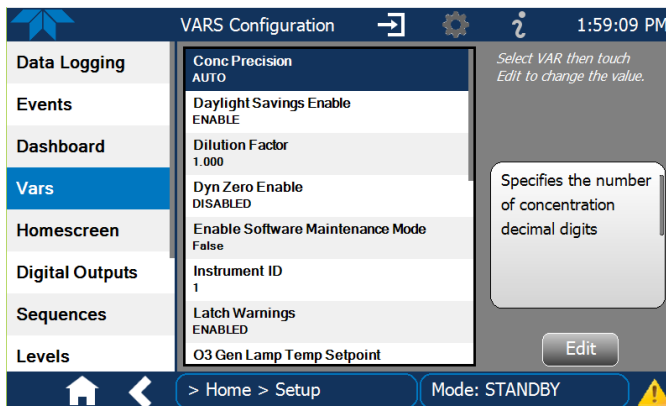 VARS Configuration
1:59:09 PM
Data Logging
Events
Dashboard
Vars
Homescreen
Digital Outputs
Sequences
Levels
Conc Precision
AUTO
Daylight Savings Enable
ENABLE
Dilution Factor
1.000
Dyn Zero Enable
DISABLED
Enable Software Maintenance Mode
False
Instrument ID
1
Latch Warnings
ENABLED
O3 Gen Lamp Temp Setpoint
Select VAR then touch
Edit to change the value.
Specifies the number
of concentration
decimal digits
Edit
> Home > Setup
Mode: STANDBY